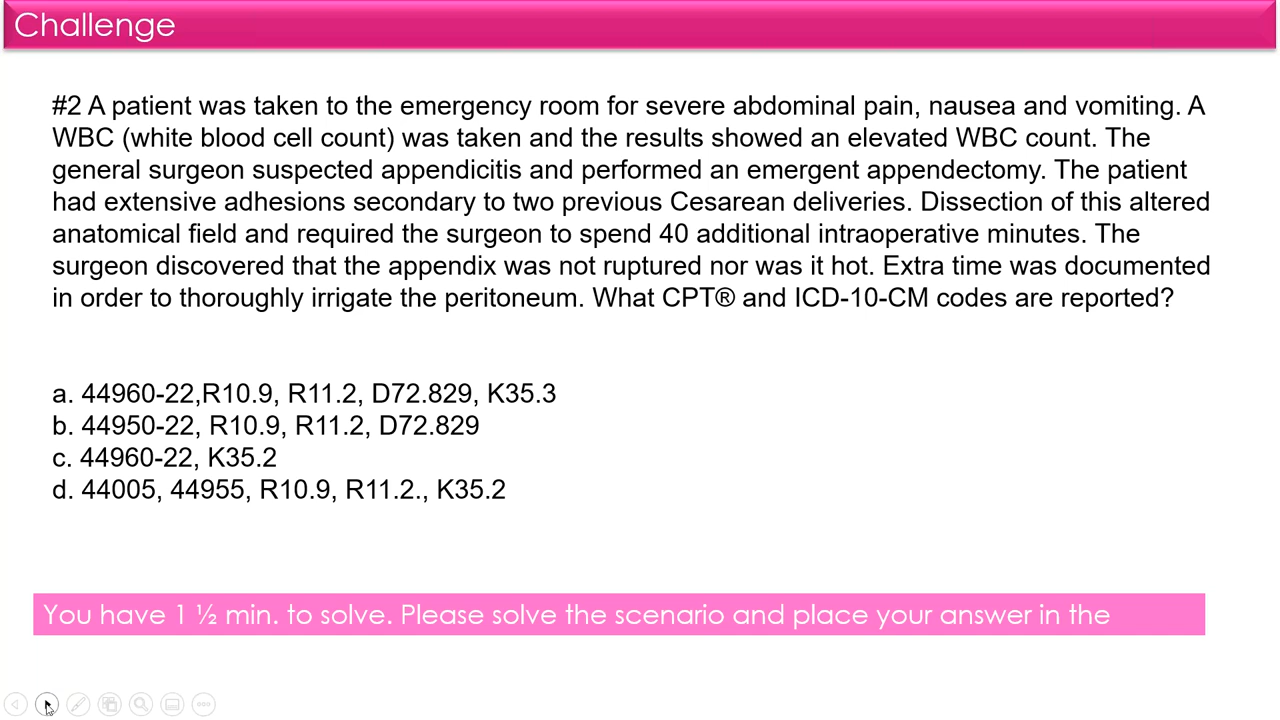 Challenge
#2 A patient was taken to the emergency room for severe abdominal pain, nausea and vomiting. A
WBC (white blood cell count) was taken and the results showed an elevated WBC count. The
general surgeon suspected appendicitis and performed an emergent appendectomy. The patient
had extensive adhesions secondary to two previous Cesarean deliveries. Dissection of this altered
anatomical field and required the surgeon to spend 40 additional intraoperative minutes. The
surgeon discovered that the appendix was not ruptured nor was it hot. Extra time was documented
in order to thoroughly irrigate the peritoneum. What CPT® and ICD-10-CM codes are reported?
a. 44960-22,R10.9, R11.2, D72.829, K35.3
b. 44950-22, R10.9, R11.2, D72.829
c. 44960-22, K35.2
d. 44005, 44955, R10.9, R11.2., K35.2
You have 1 ½ min. to solve. Please solve the scenario and place your answer in the